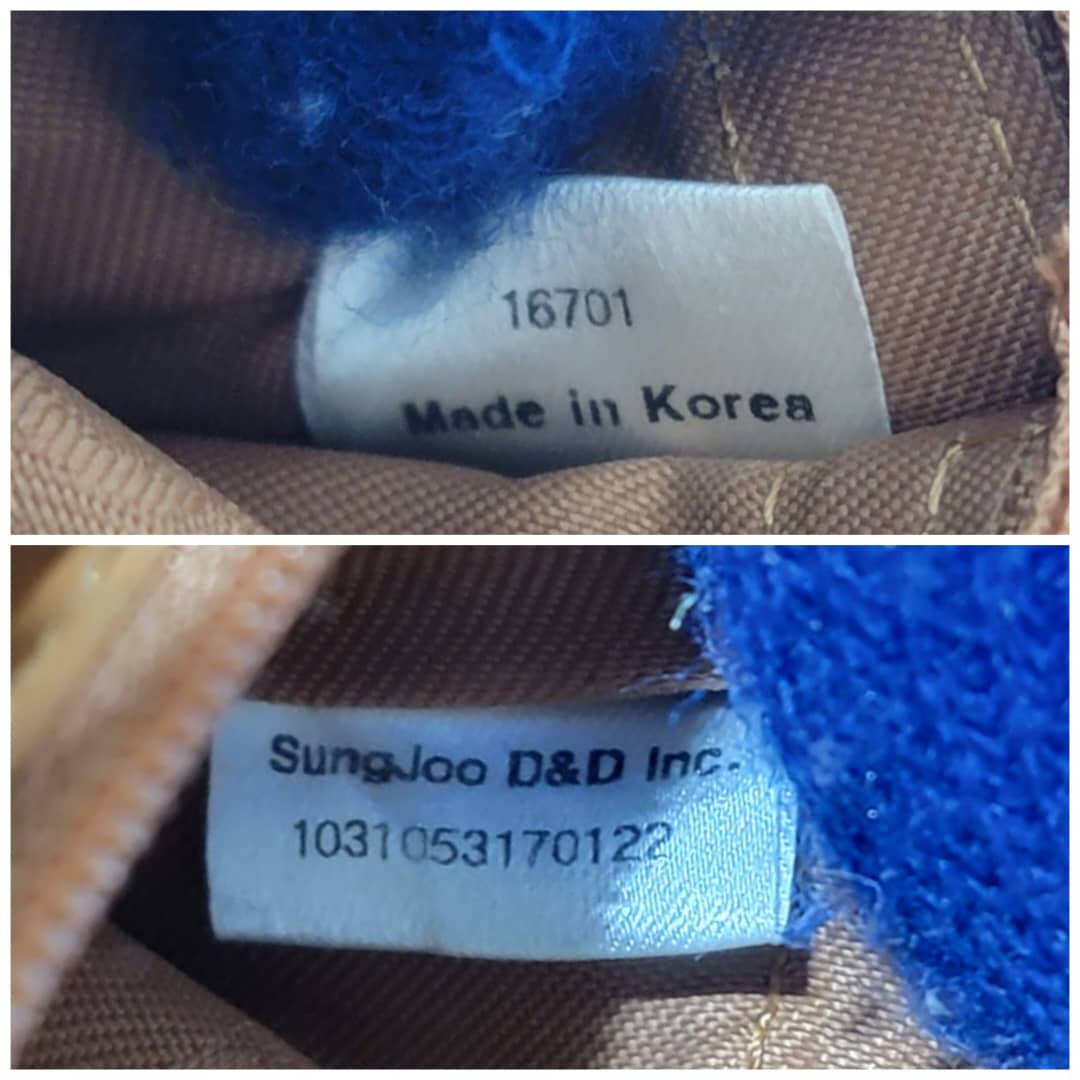 16701
Made in Korea
SungJoo D&D Inc.
1031053170122